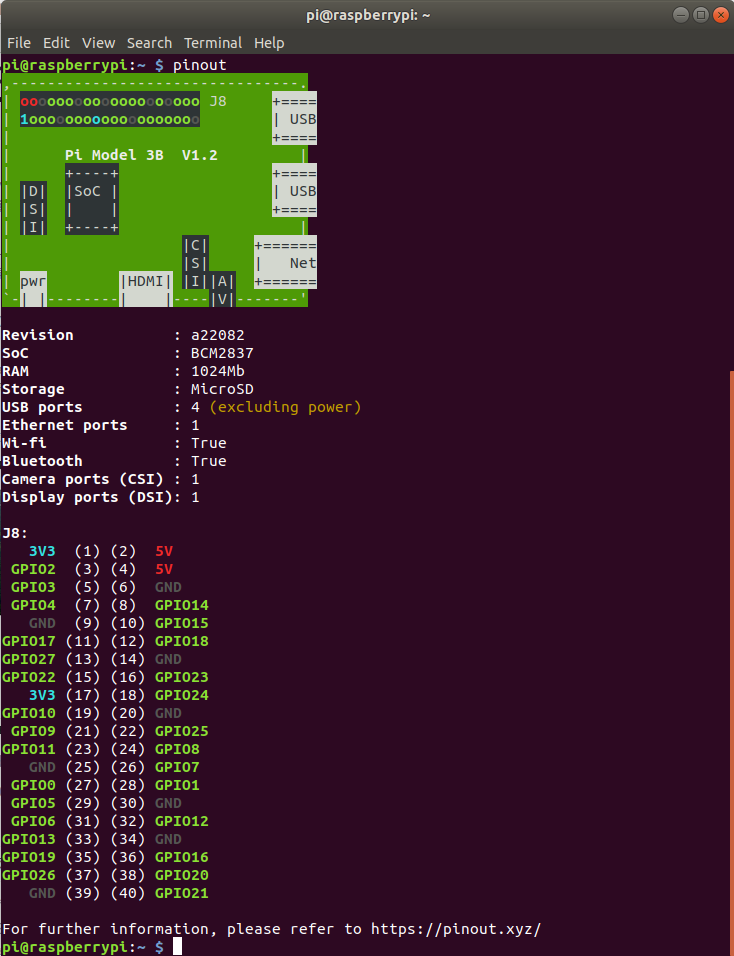 pi@raspberrypi: ~
File Edit View Search Terminal Help
pi@raspberrypi:~ $ pinout
,--------------------------------.
| oooooooooooooooooooo J8     +====
| 1ooooooooooooooooooo        | USB
|                             +====
|      Pi Model 3B  V1.2         |
|      +----+                 +====
| |D|  |SoC |                 | USB
| |S|  |    |                 +====
| |I|  +----+                    |
|                   |C|     +======
|                   |S|     |   Net
| pwr        |HDMI| |I||A|  +======
`-| |--------|    |----|V|-------'
Revision           : a22082
SoC                : BCM2837
RAM                : 1024Mb
Storage            : MicroSD
USB ports          : 4 (excluding power)
Ethernet ports     : 1
Wi-fi              : True
Bluetooth          : True
Camera ports (CSI) : 1
Display ports (DSI): 1
J8:
   3V3  (1) (2)  5V
 GPIO2  (3) (4)  5V
 GPIO3  (5) (6)  GND
 GPIO4  (7) (8)  GPIO14
   GND  (9) (10) GPIO15
GPIO17 (11) (12) GPIO18
GPIO27 (13) (14) GND
GPIO22 (15) (16) GPIO23
   3V3 (17) (18) GPIO24
GPIO10 (19) (20) GND
 GPIO9 (21) (22) GPIO25
GPIO11 (23) (24) GPIO8
   GND (25) (26) GPIO7
 GPIO0 (27) (28) GPIO1
 GPIO5 (29) (30) GND
 GPIO6 (31) (32) GPIO12
GPIO13 (33) (34) GND
GPIO19 (35) (36) GPIO16
GPIO26 (37) (38) GPIO20
   GND (39) (40) GPIO21
For further information, please refer to https://pinout.xyz/
pi@raspberrypi:~ $